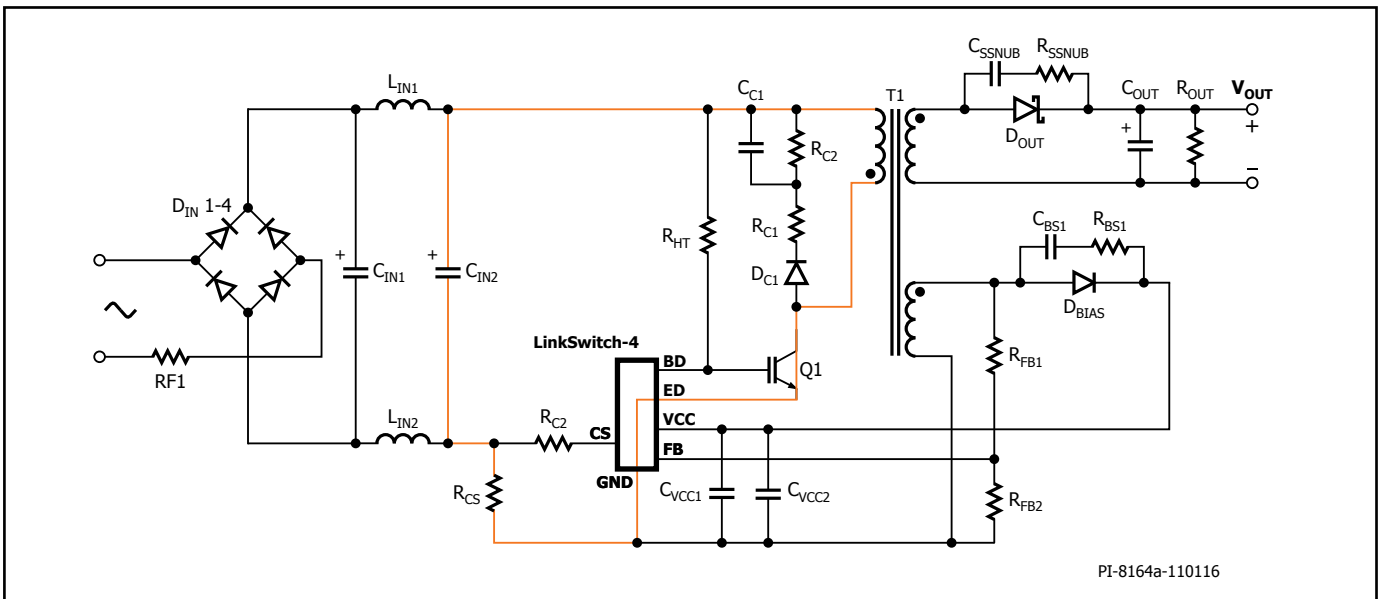 C_SSNUB R_SSNUB
L_IN1 C_C1 T1 C_OUT R_OUT V_OUT
+ +
D_OUT
R_C2
−
D_IN 1-4 R_HT R_C1 C_BS1 R_BS1
+ C_IN1 + C_IN2 D_C1
D_BIAS
LinkSwitch-4
BD
Q1 R_FB1
RF1 ED
L_IN2 R_C2 CS VCC
FB
GND
R_CS C_VCC1 C_VCC2 R_FB2
PI-8164a-110116